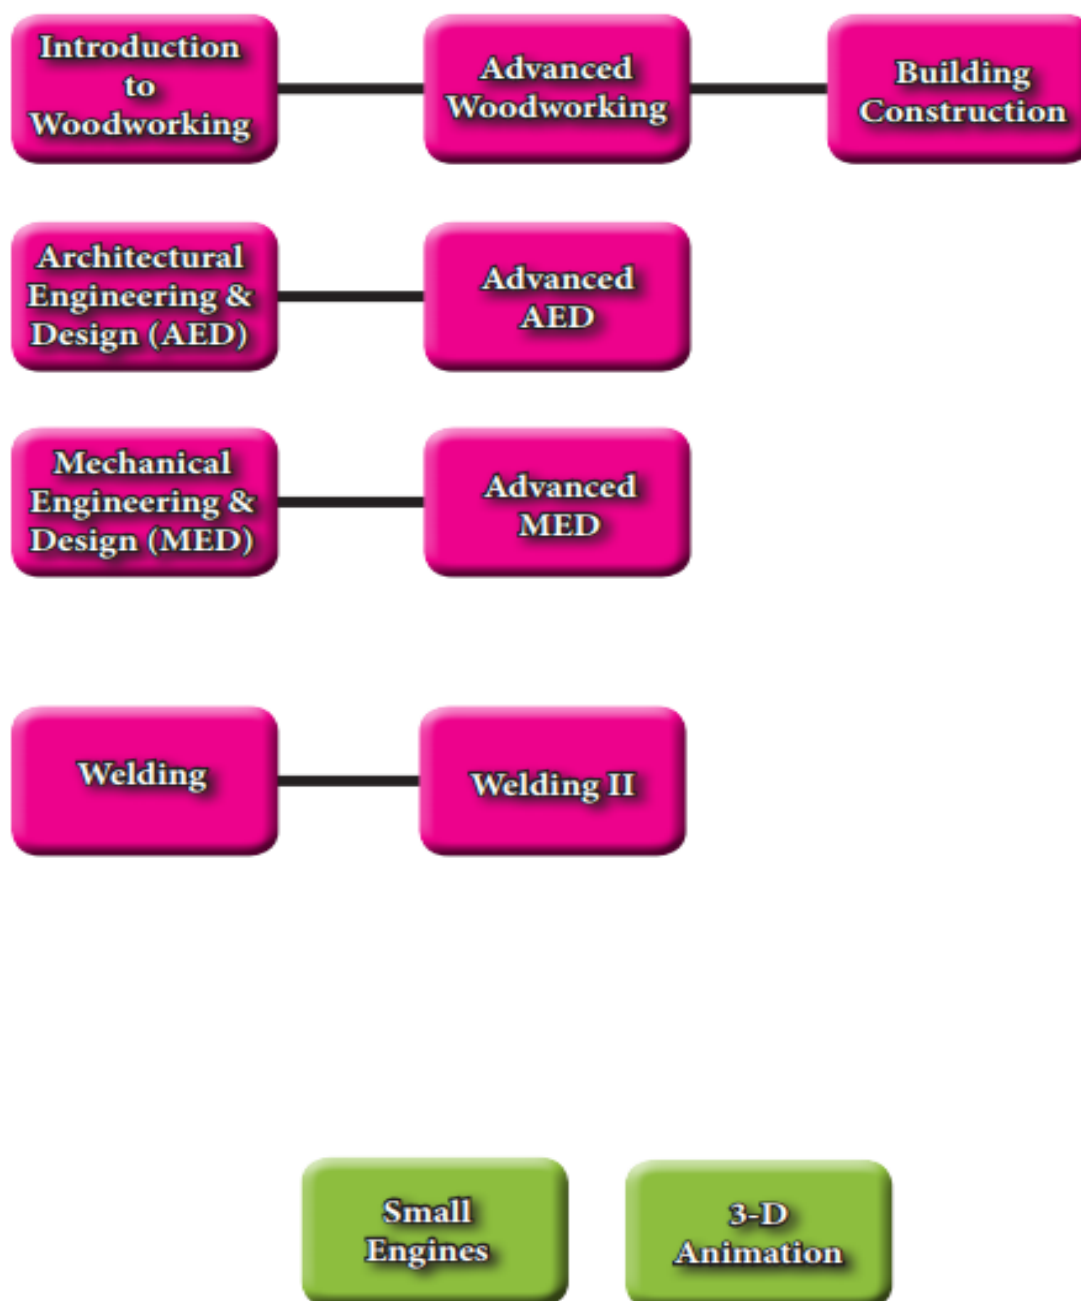 Introduction
to
Woodworking
Advanced
Woodworking
Building
Construction
Architectural
Engineering &
Design (AED)
Advanced
AED
Mechanical
Engineering &
Design (MED)
Advanced
MED
Welding
Welding II
Small
Engines
3-D
Animation